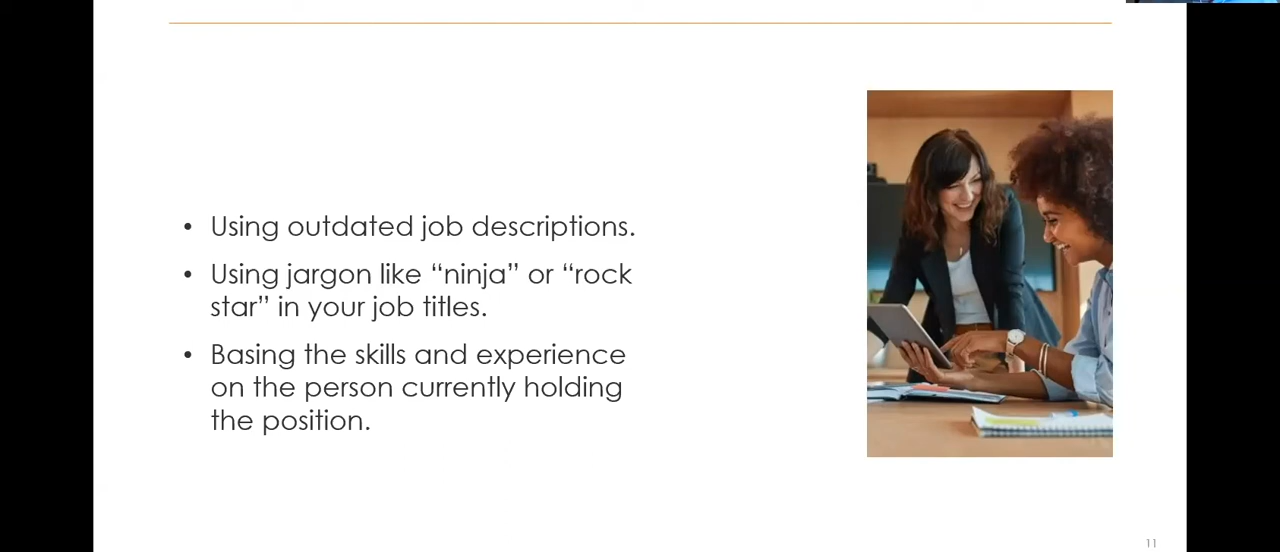 • Using outdated job descriptions.
• Using jargon like “ninja” or “rock
star” in your job titles.
• Basing the skills and experience
on the person currently holding
the position.
11